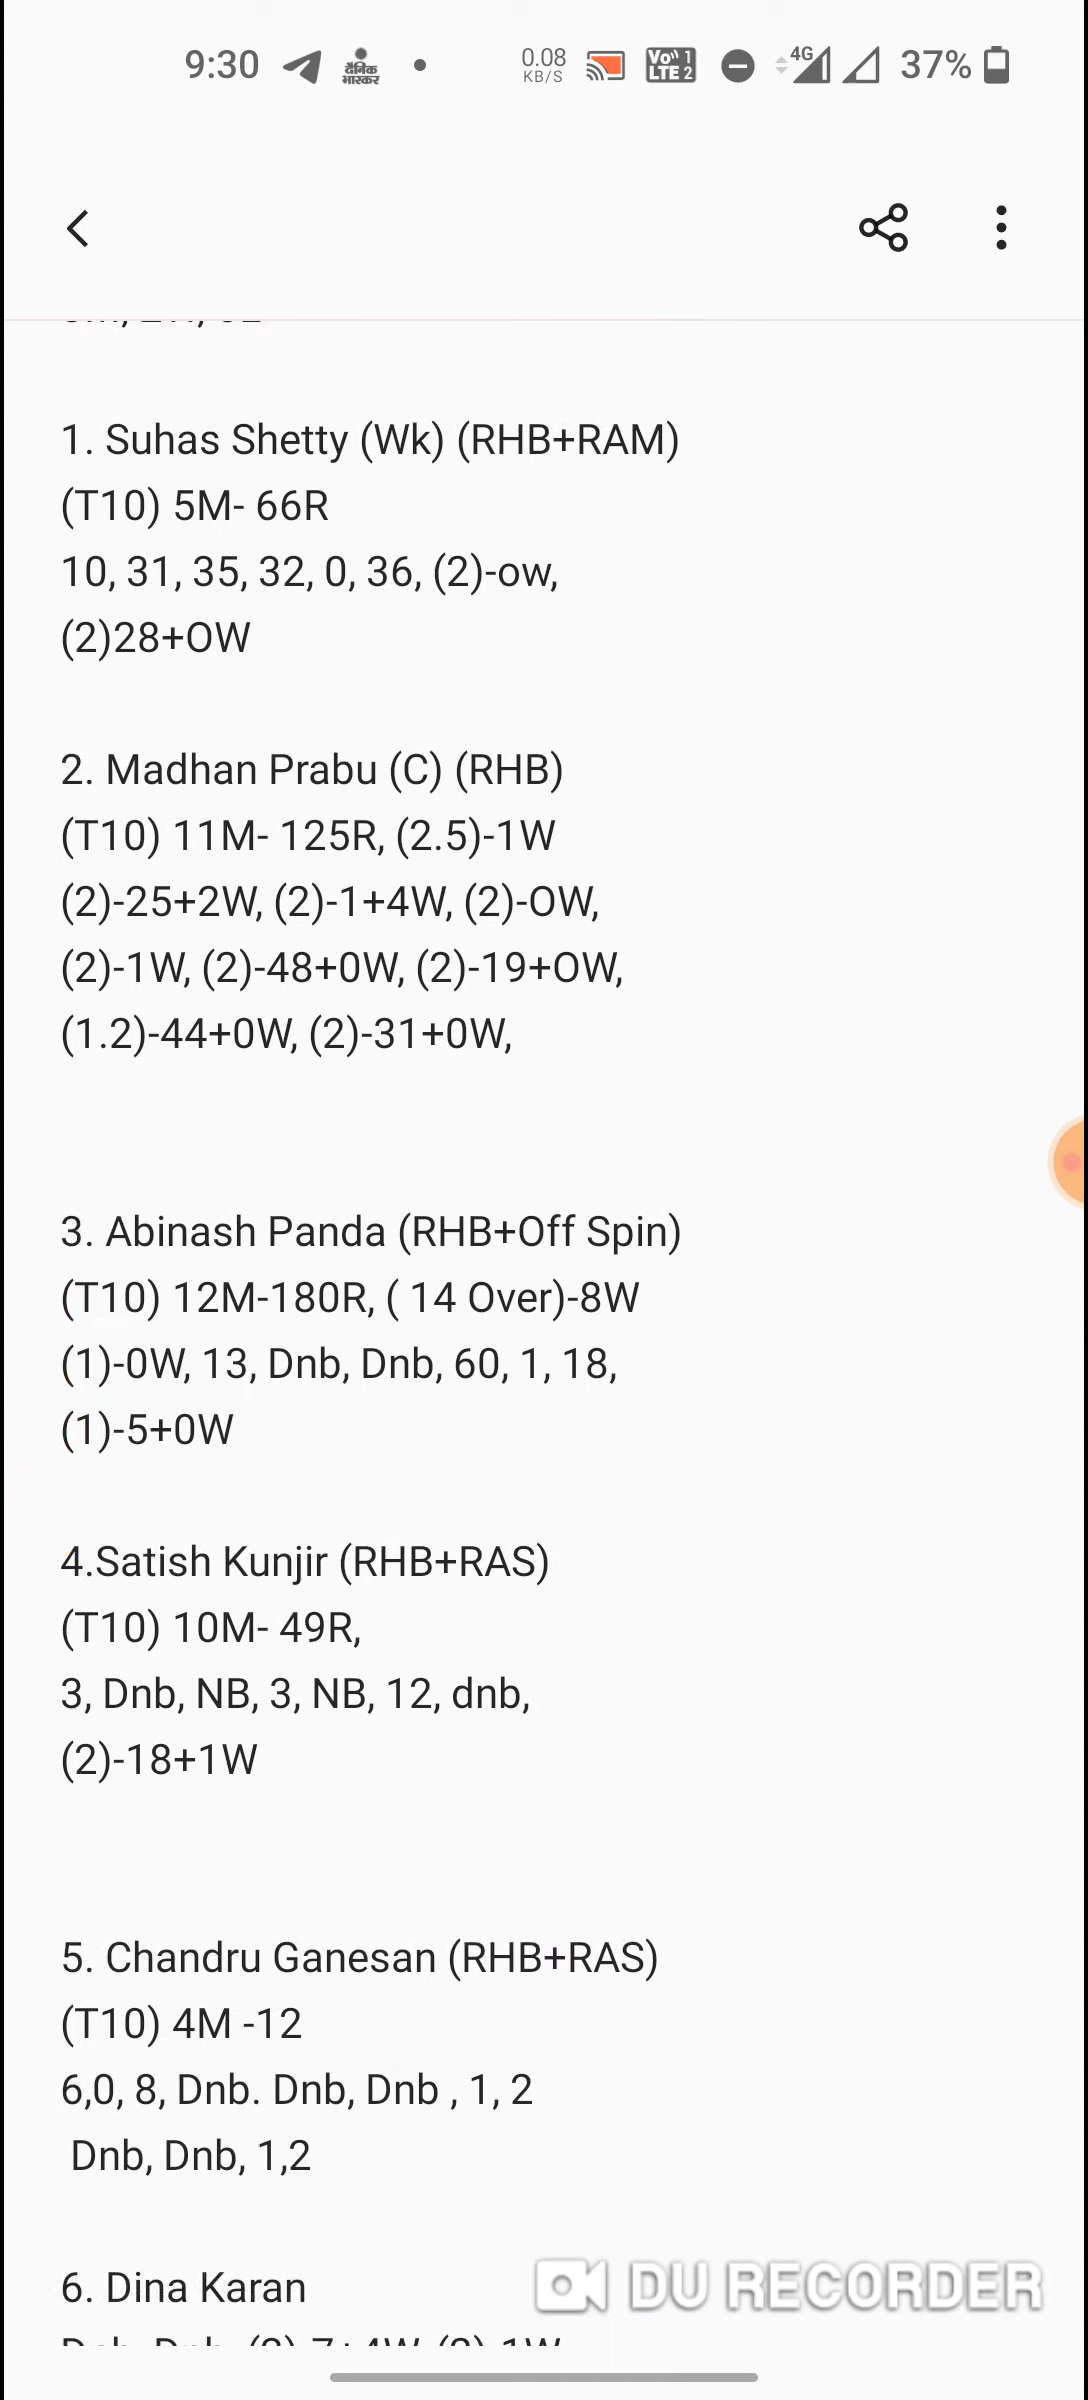 9:30 दैनिक भास्कर 0.08 KB/S Vo)) 1 LTE 2 4G 37%
1. Suhas Shetty (Wk) (RHB+RAM)
(T10) 5M- 66R
10, 31, 35, 32, 0, 36, (2)-ow,
(2)28+OW
2. Madhan Prabu (C) (RHB)
(T10) 11M- 125R, (2.5)-1W
(2)-25+2W, (2)-1+4W, (2)-OW,
(2)-1W, (2)-48+0W, (2)-19+OW,
(1.2)-44+0W, (2)-31+0W,
3. Abinash Panda (RHB+Off Spin)
(T10) 12M-180R, ( 14 Over)-8W
(1)-0W, 13, Dnb, Dnb, 60, 1, 18,
(1)-5+0W
4.Satish Kunjir (RHB+RAS)
(T10) 10M- 49R,
3, Dnb, NB, 3, NB, 12, dnb,
(2)-18+1W
5. Chandru Ganesan (RHB+RAS)
(T10) 4M -12
6,0, 8, Dnb. Dnb, Dnb , 1, 2
Dnb, Dnb, 1,2
6. Dina Karan
DU RECORDER